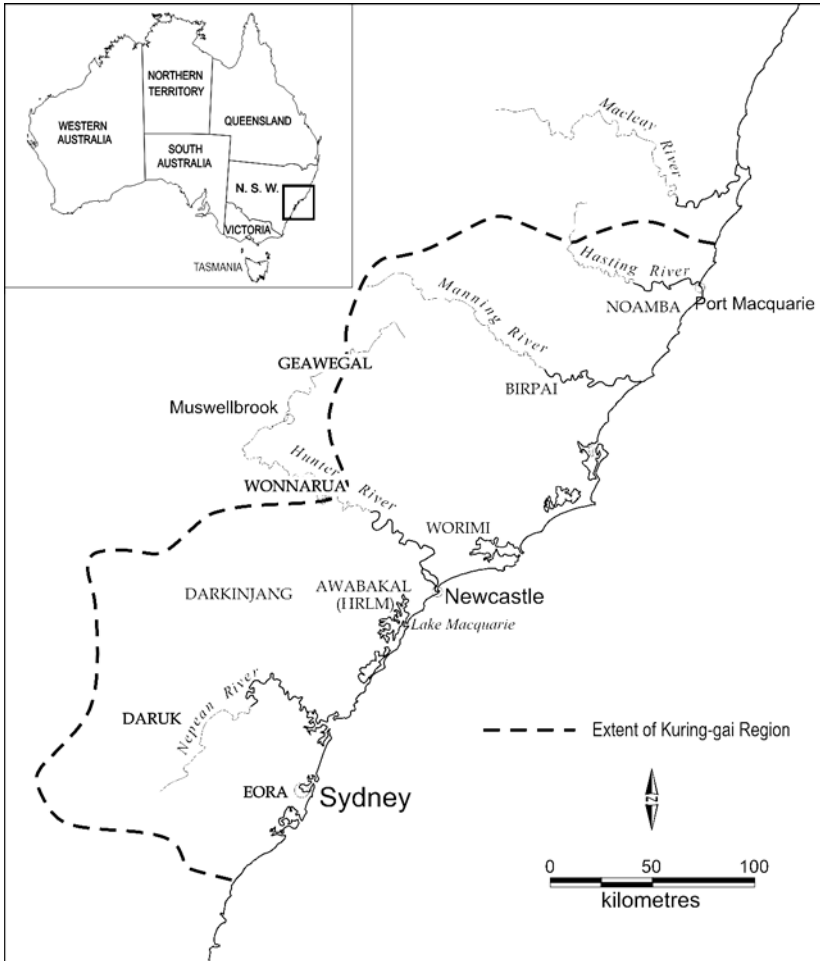 NORTHERN
TERRITORY
WESTERN
AUSTRALIA
QUEENSLAND
SOUTH
AUSTRALIA
N. S. W.
VICTORIA
TASMANIA
Macleay River
Hasting River
NOAMBA
Port Macquarie
Manning River
BIRPAI
GEAWEGAL
Muswellbrook
Hunter River
WONNARUA
WORIMI
DARKINJANG
AWABAKAL
(HRLM)
Newcastle
Lake Macquarie
Nepean River
DARUK
EORA
Sydney
Extent of Kuring-gai Region
N
0 50 100
kilometres